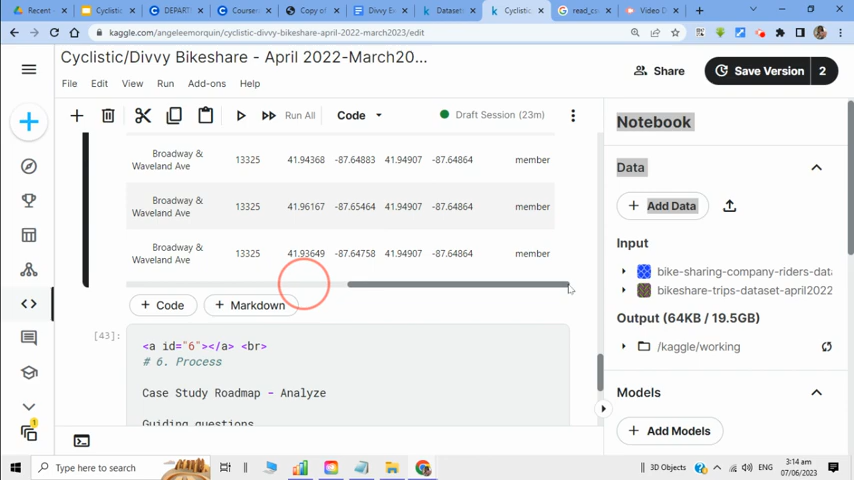 Recent
Cyclistic
DEPART
Courser
Copy of
Divvy E
Datasets
Cyclistic
read_cs
Video D
kaggle.com/angeleemorquin/cyclistic-divvy-bikeshare-april-2022-march2023/edit
Cyclistic/Divvy Bikeshare - April 2022-March20...
Share
Save Version
2
File Edit View Run Add-ons Help
Run All
Code
Draft Session (23m)
Notebook
Broadway &
Waveland Ave
13325 41.94368 -87.64883 41.94907 -87.64864 member
Broadway &
Waveland Ave
13325 41.96167 -87.65464 41.94907 -87.64864 member
Broadway &
Waveland Ave
13325 41.93649 -87.64758 41.94907 -87.64864 member
+ Code
+ Markdown
[43]:
<a id="6"></a> <br>
# 6. Process
Case Study Roadmap - Analyze
Guiding questions
Data
+ Add Data
Input
bike-sharing-company-riders-data
bikeshare-trips-dataset-april2022
Output (64KB / 19.5GB)
/kaggle/working
Models
+ Add Models
1
Type here to search
3D Objects
ENG
3:14 pm
07/06/2023